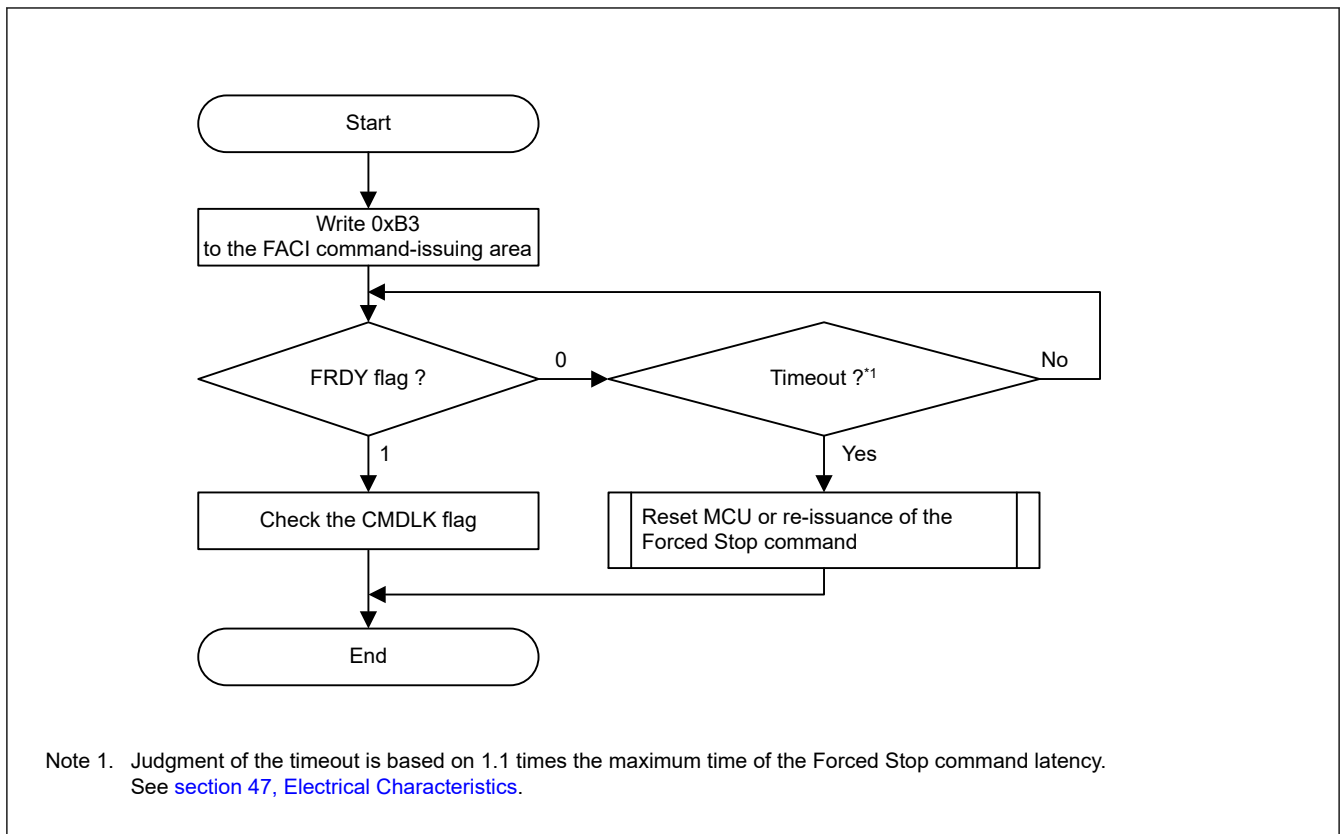 Start
Write 0xB3
to the FACI command-issuing area
FRDY flag ?
0
Timeout ?*1
No
1
Yes
Check the CMDLK flag
Reset MCU or re-issuance of the
Forced Stop command
End
Note 1. Judgment of the timeout is based on 1.1 times the maximum time of the Forced Stop command latency.
See section 47, Electrical Characteristics.